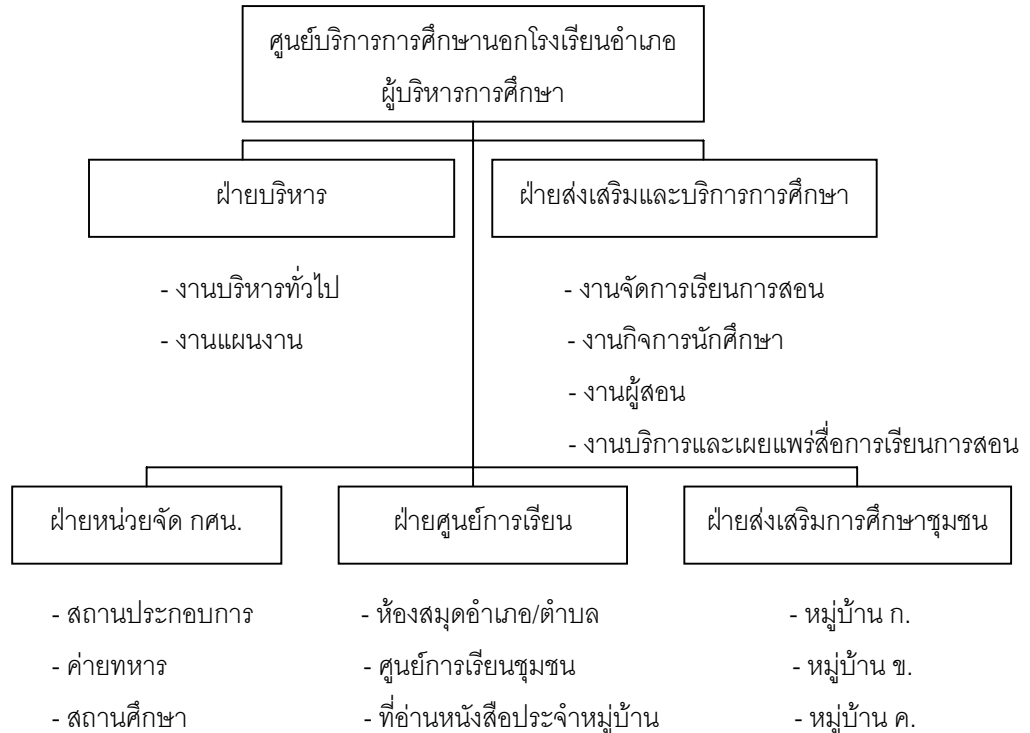 ศูนย์บริการการศึกษานอกโรงเรียนอำเภอ
ผู้บริหารการศึกษา
ฝ่ายบริหาร
ฝ่ายส่งเสริมและบริการการศึกษา
- งานบริหารทั่วไป
- งานแผนงาน
- งานจัดการเรียนการสอน
- งานกิจการนักศึกษา
- งานผู้สอน
- งานบริการและเผยแพร่สื่อการเรียนการสอน
ฝ่ายหน่วยจัด กศน.
ฝ่ายศูนย์การเรียน
ฝ่ายส่งเสริมการศึกษาชุมชน
- สถานประกอบการ
- ค่ายทหาร
- สถานศึกษา
- ห้องสมุดอำเภอ/ตำบล
- ศูนย์การเรียนชุมชน
- ที่อ่านหนังสือประจำหมู่บ้าน
- หมู่บ้าน ก.
- หมู่บ้าน ข.
- หมู่บ้าน ค.